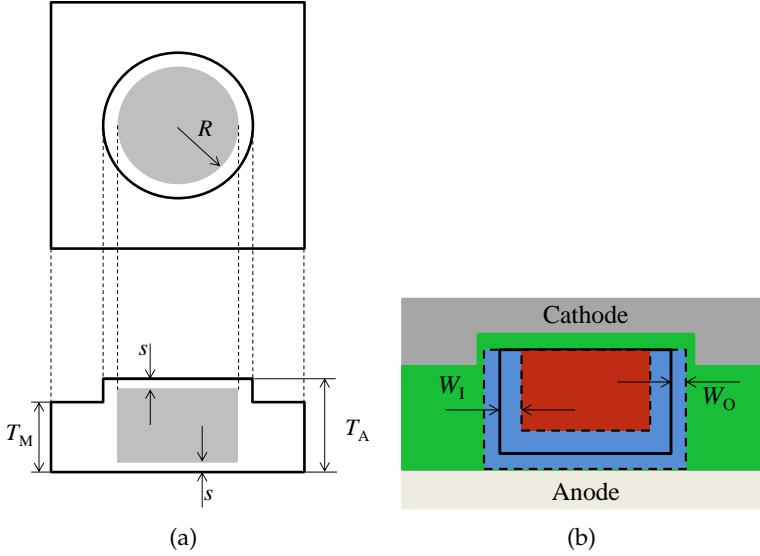 R
s
T_M
T_A
s
(a)
Cathode
W_I
W_O
Anode
(b)